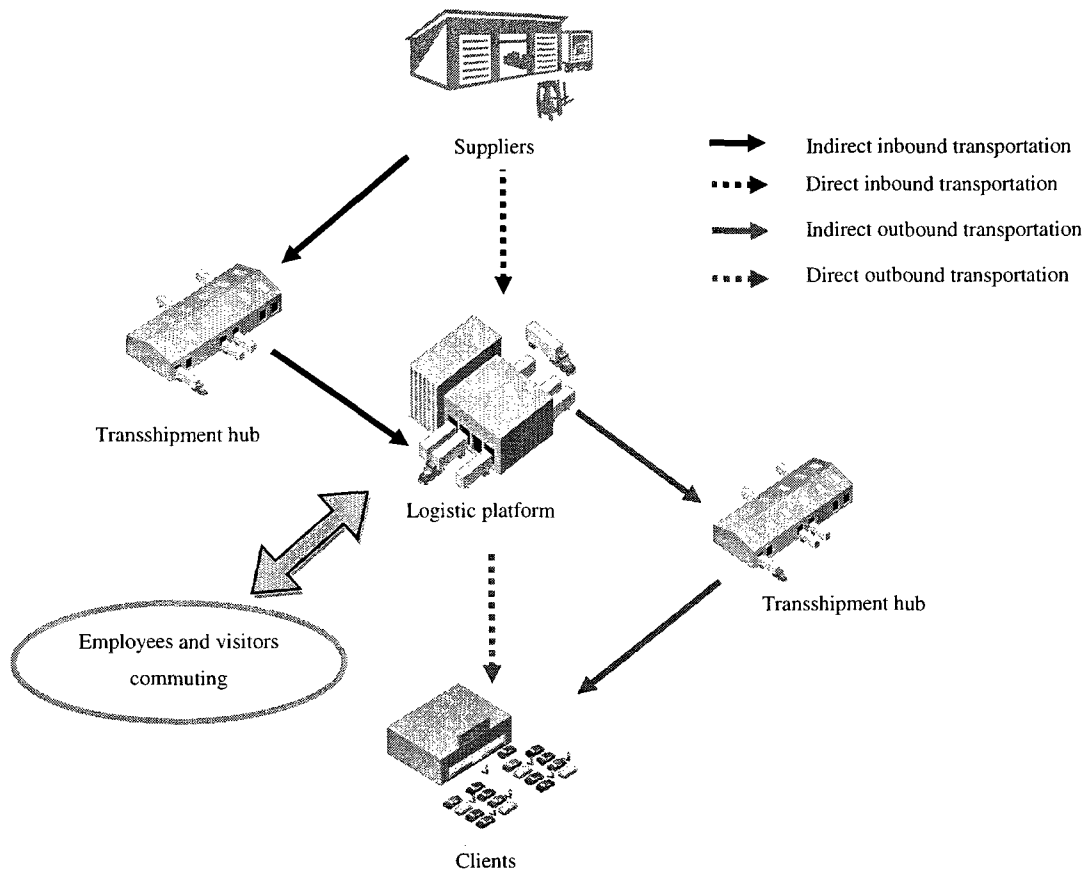 Suppliers
Indirect inbound transportation
Direct inbound transportation
Indirect outbound transportation
Direct outbound transportation
Transshipment hub
Logistic platform
Transshipment hub
Employees and visitors
commuting
Clients